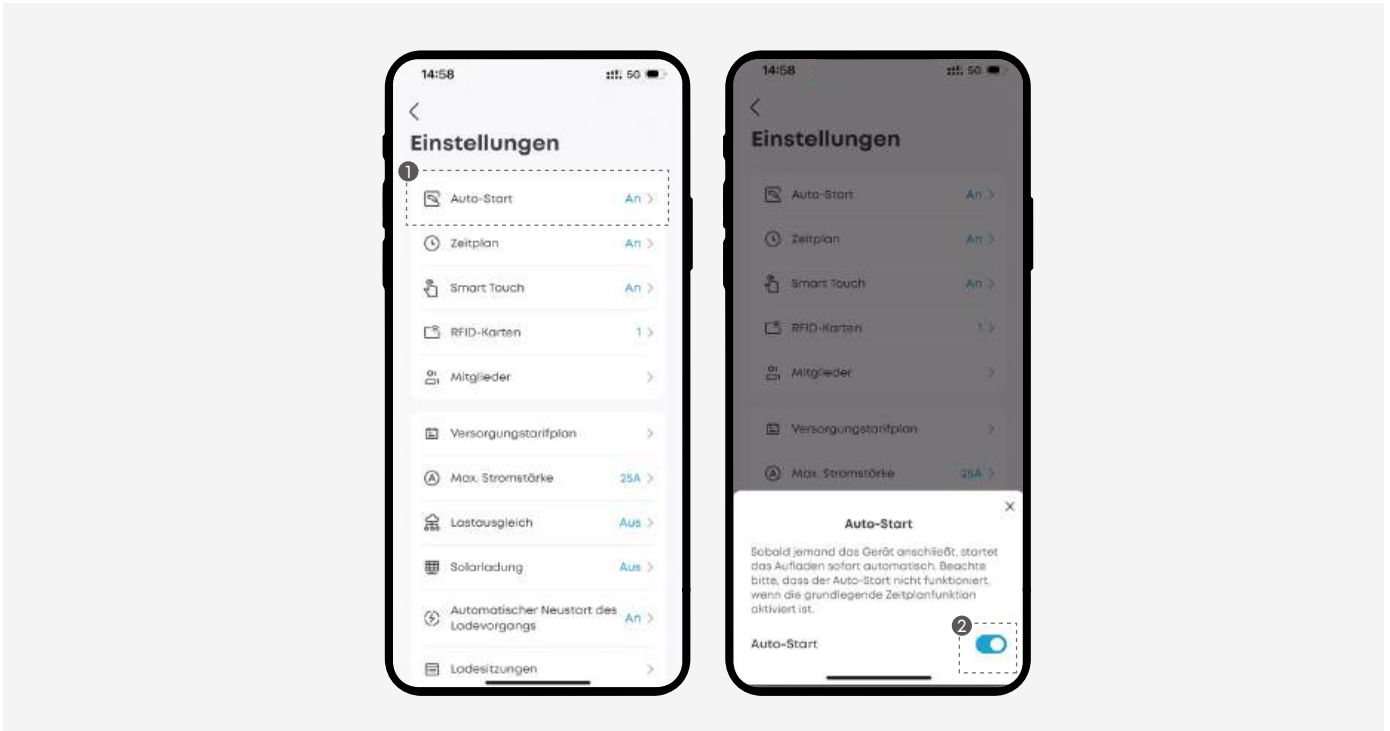 14:58 5G
Einstellungen
1
Auto-Start An
Zeitplan An
Smart Touch An
RFID-Karten 1
Mitglieder
Versorgungstarifplan
Max. Stromstärke 25A
Lastausgleich Aus
Solarladung Aus
Automatischer Neustart des
Ladevorgangs An
Ladesitzungen
14:58 5G
Einstellungen
Auto-Start An
Zeitplan An
Smart Touch An
RFID-Karten 1
Mitglieder
Versorgungstarifplan
Max. Stromstärke 25A
Auto-Start
Sobald jemand das Gerät anschließt, startet
das Aufladen sofort automatisch. Beachte
bitte, dass der Auto-Start nicht funktioniert,
wenn die grundlegende Zeitplanfunktion
aktiviert ist.
2
Auto-Start